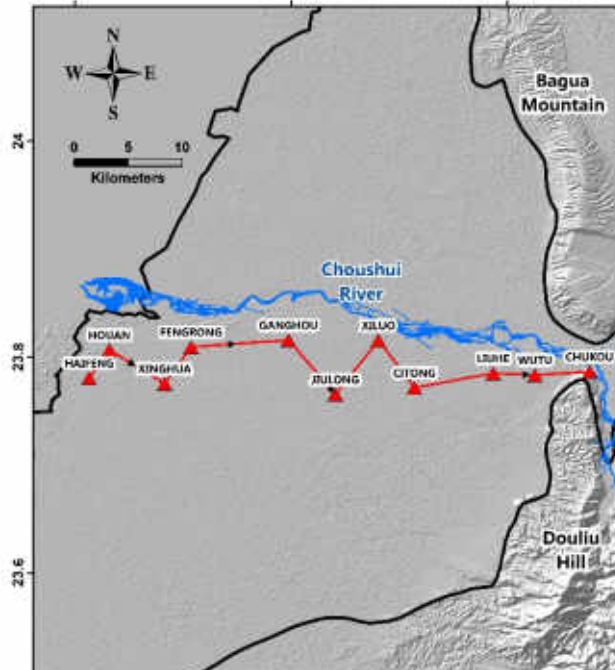 N
W E
S
0 5 10
Kilometers
Bagua
Mountain
24
Choushui
River
HOUAN
FENGRONG
GANGHOU
XILUO
HAIFENG
XINGHUA
JIULONG
CITONG
LIUHE
WUTU
CHUKOU
23.8
Douliu
Hill
23.6